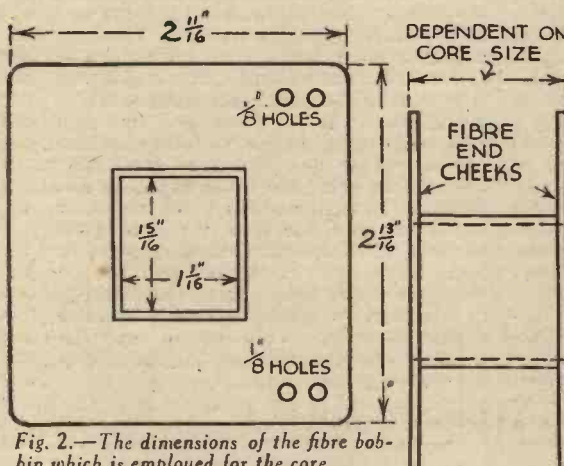 2 11/16"
DEPENDENT ON
CORE SIZE
1/8" HOLES
FIBRE
END
CHEEKS
15/16"
1 1/16"
2 13/16"
1/8" HOLES
Fig. 2.—The dimensions of the fibre bob-
bin which is employed for the core